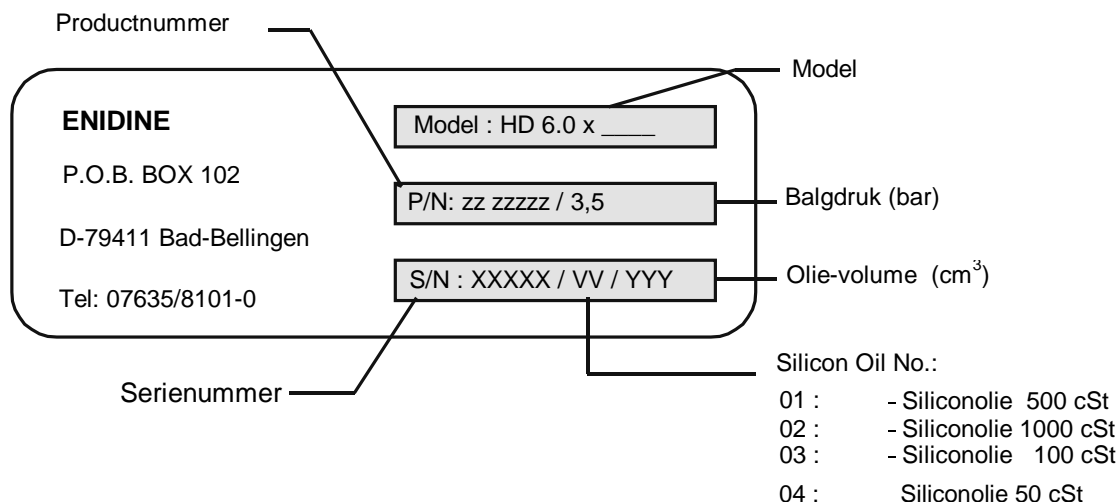 Productnummer
Model
ENIDINE
Model : HD 6.0 x ____
P.O.B. BOX 102
P/N: zz zzzzz / 3,5
Balgdruk (bar)
D-79411 Bad-Bellingen
S/N : XXXXX / VV / YYY
Olie-volume (cm³)
Tel: 07635/8101-0
Serienummer
Silicon Oil No.:
01 : - Siliconolie 500 cSt
02 : - Siliconolie 1000 cSt
03 : - Siliconolie 100 cSt
04 : Siliconolie 50 cSt